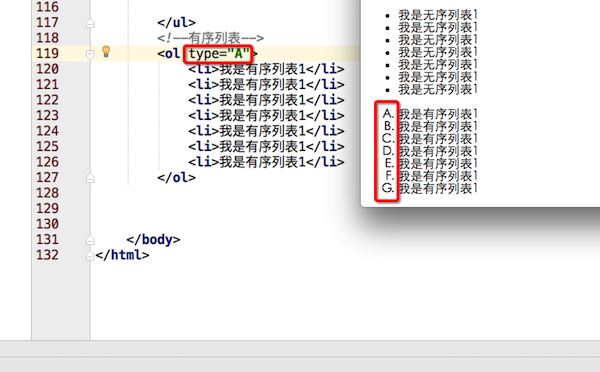 116
117 </ul>
118 <!--有序列表-->
119 <ol type="A">
120 <li>我是有序列表1</li>
121 <li>我是有序列表1</li>
122 <li>我是有序列表1</li>
123 <li>我是有序列表1</li>
124 <li>我是有序列表1</li>
125 <li>我是有序列表1</li>
126 <li>我是有序列表1</li>
127 </ol>
128
129
130
131 </body>
132 </html>
• 我是无序列表1
• 我是无序列表1
• 我是无序列表1
• 我是无序列表1
• 我是无序列表1
• 我是无序列表1
• 我是无序列表1
A. 我是有序列表1
B. 我是有序列表1
C. 我是有序列表1
D. 我是有序列表1
E. 我是有序列表1
F. 我是有序列表1
G. 我是有序列表1